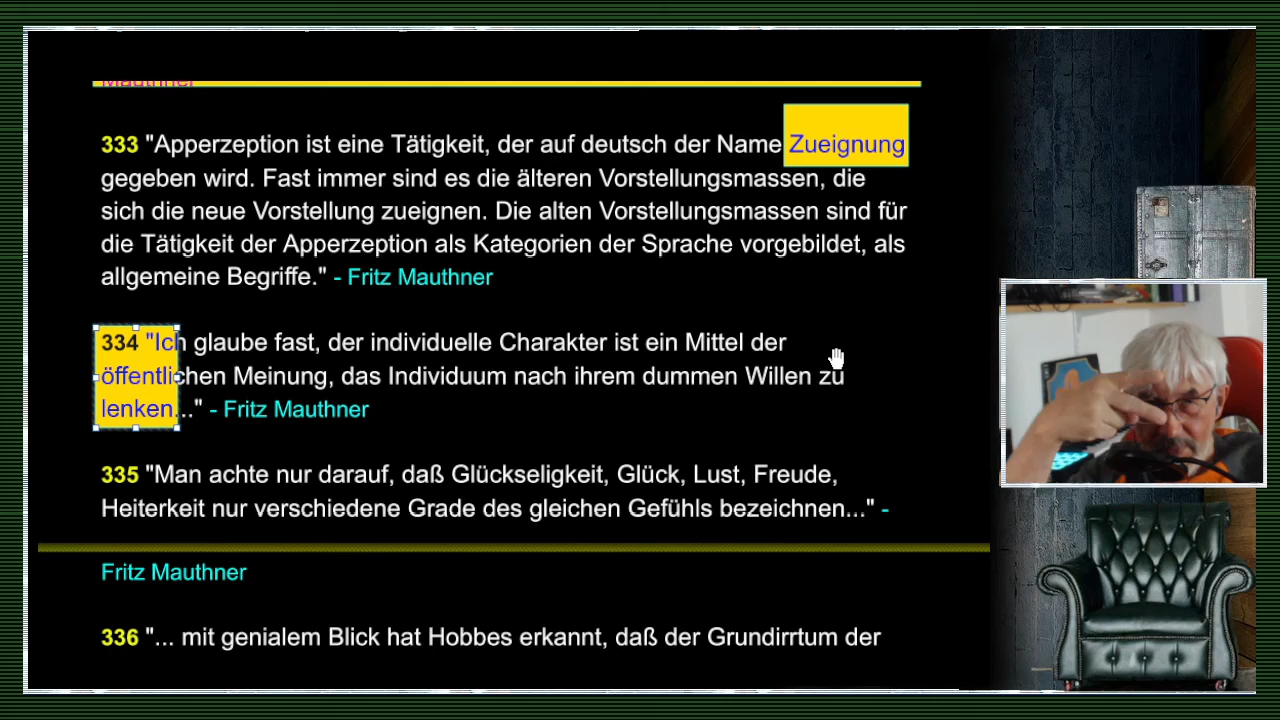 Mauthner
333 "Apperzeption ist eine Tätigkeit, der auf deutsch der Name Zueignung
gegeben wird. Fast immer sind es die älteren Vorstellungsmassen, die
sich die neue Vorstellung zueignen. Die alten Vorstellungsmassen sind für
die Tätigkeit der Apperzeption als Kategorien der Sprache vorgebildet, als
allgemeine Begriffe." - Fritz Mauthner
334 "Ich glaube fast, der individuelle Charakter ist ein Mittel der
öffentlichen Meinung, das Individuum nach ihrem dummen Willen zu
lenken..." - Fritz Mauthner
335 "Man achte nur darauf, daß Glückseligkeit, Glück, Lust, Freude,
Heiterkeit nur verschiedene Grade des gleichen Gefühls bezeichnen..." -
Fritz Mauthner
336 "... mit genialem Blick hat Hobbes erkannt, daß der Grundirrtum der